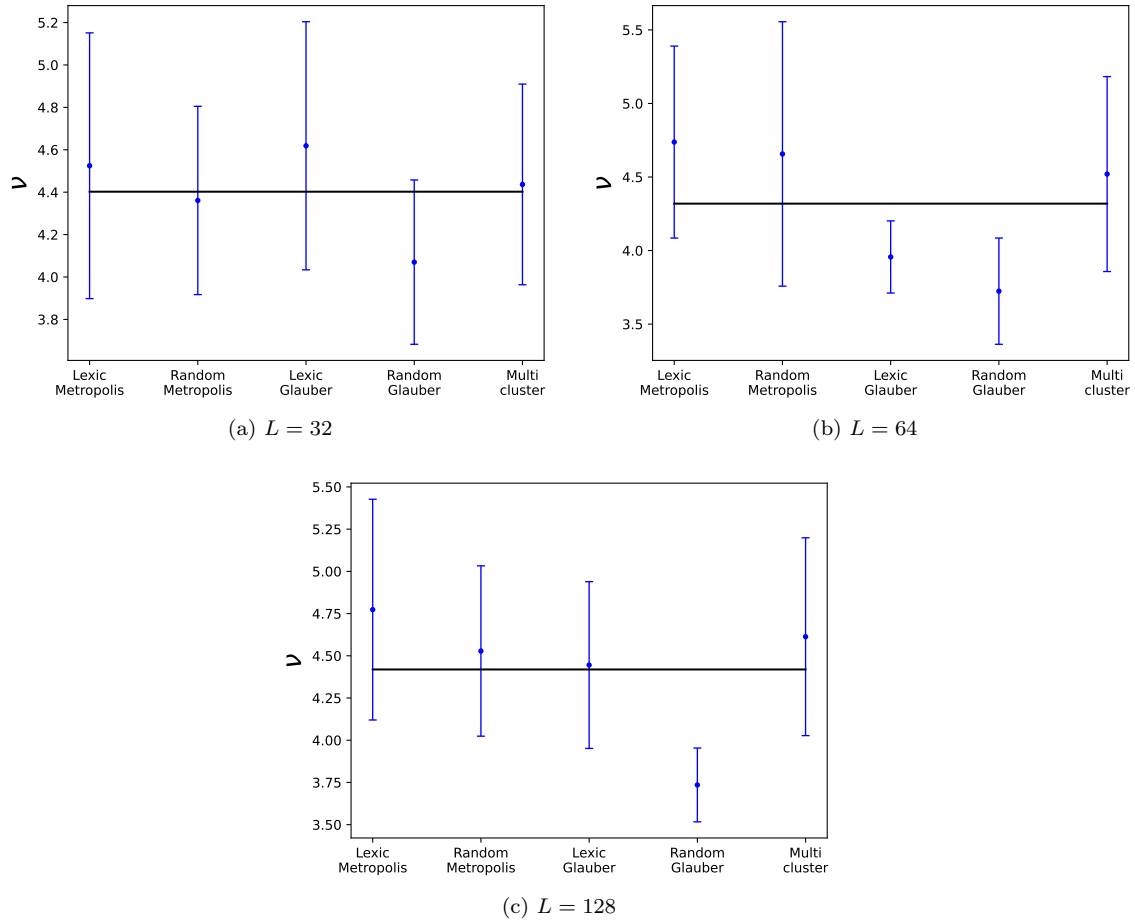 5.2
5.0
4.8
4.6
4.4
4.2
4.0
3.8
ν
Lexic Metropolis
Random Metropolis
Lexic Glauber
Random Glauber
Multi cluster
(a) L = 32
5.5
5.0
4.5
4.0
3.5
ν
Lexic Metropolis
Random Metropolis
Lexic Glauber
Random Glauber
Multi cluster
(b) L = 64
5.50
5.25
5.00
4.75
4.50
4.25
4.00
3.75
3.50
ν
Lexic Metropolis
Random Metropolis
Lexic Glauber
Random Glauber
Multi cluster
(c) L = 128